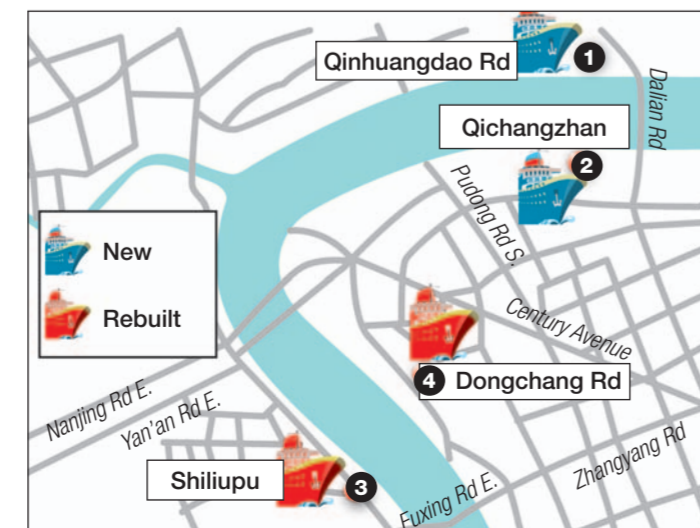 Qinhuangdao Rd
1
Dalian Rd
Qichangzhan
2
Pudong Rd S.
New
Rebuilt
Century Avenue
4
Dongchang Rd
Nanjing Rd E.
Yan'an Rd E.
Zhangyang Rd
Shiliupu
3
Fuxing Rd E.